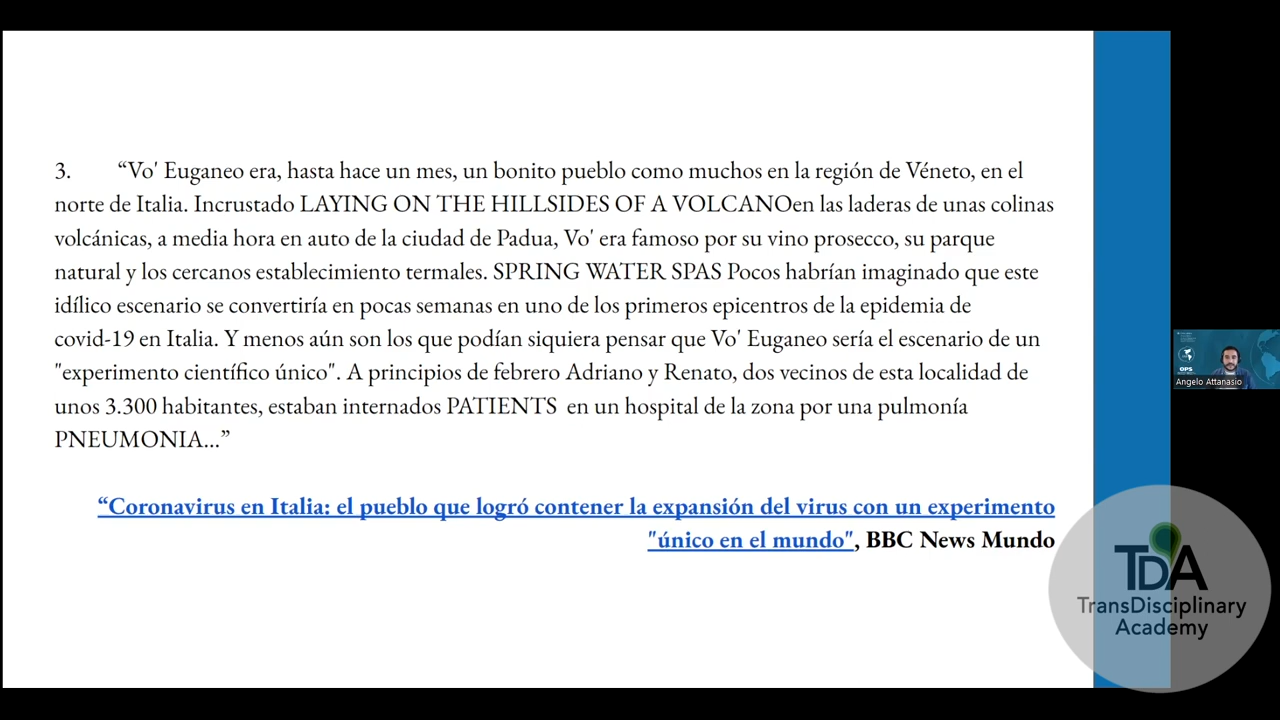 3. “Vo' Euganeo era, hasta hace un mes, un bonito pueblo como muchos en la región de Véneto, en el
norte de Italia. Incrustado LAYING ON THE HILLSIDES OF A VOLCANOen las laderas de unas colinas
volcánicas, a media hora en auto de la ciudad de Padua, Vo' era famoso por su vino prosecco, su parque
natural y los cercanos establecimiento termales. SPRING WATER SPAS Pocos habrían imaginado que este
idílico escenario se convertiría en pocas semanas en uno de los primeros epicentros de la epidemia de
covid-19 en Italia. Y menos aún son los que podían siquiera pensar que Vo' Euganeo sería el escenario de un
"experimento científico único". A principios de febrero Adriano y Renato, dos vecinos de esta localidad de
unos 3.300 habitantes, estaban internados PATIENTS en un hospital de la zona por una pulmonía
PNEUMONIA...”
“Coronavirus en Italia: el pueblo que logró contener la expansión del virus con un experimento
"único en el mundo", BBC News Mundo
OPS
Angelo Attanasio
TDA
TransDisciplinary
Academy